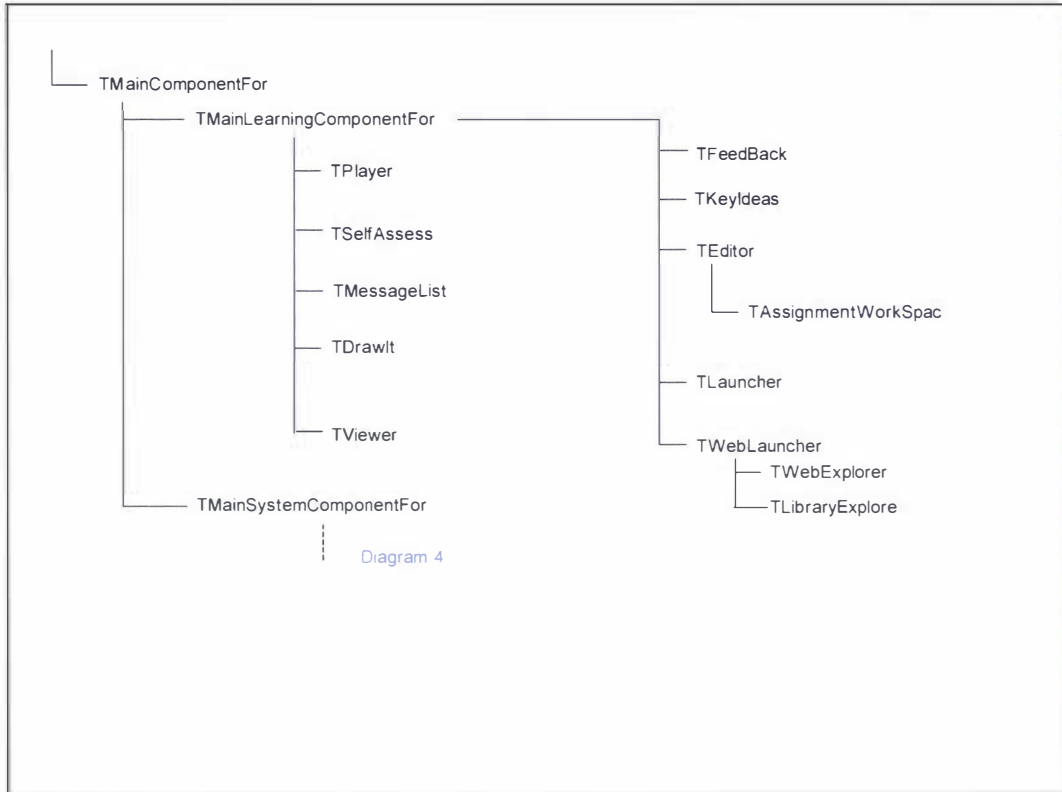 TMainComponentFor
TMainLearningComponentFor
TPlayer
TSelfAssess
TMessageList
TDrawIt
TViewer
TFeedBack
TKeyIdeas
TEditor
TAssignmentWorkSpac
TLauncher
TWebLauncher
TWebExplorer
TLibraryExplore
TMainSystemComponentFor
Diagram 4